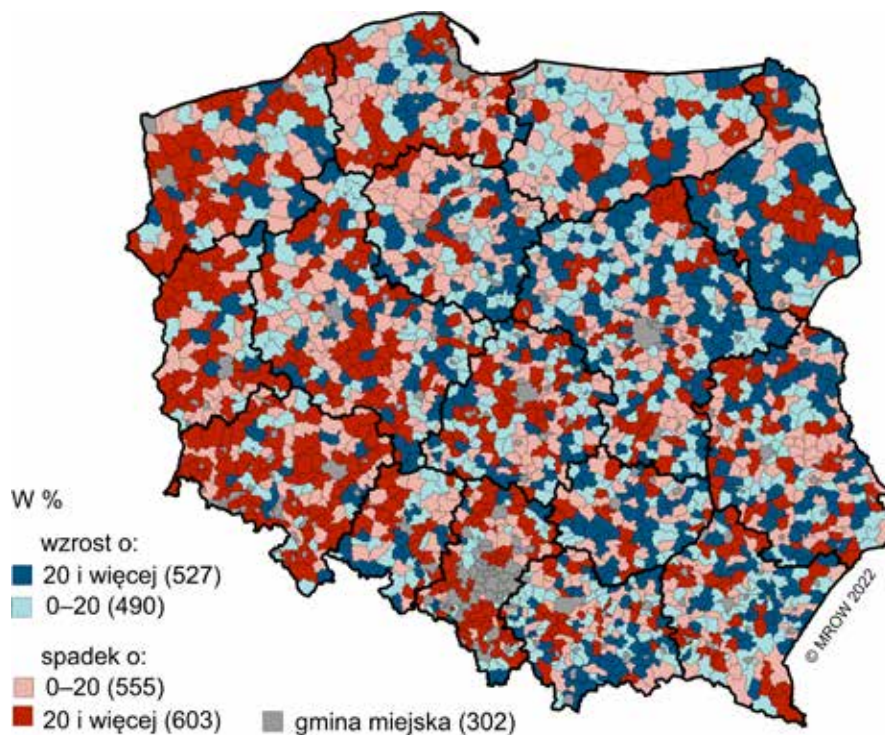 W %
wzrost o:
20 i więcej (527)
0–20 (490)
spadek o:
0–20 (555)
20 i więcej (603)
gmina miejska (302)
© MROW 2022